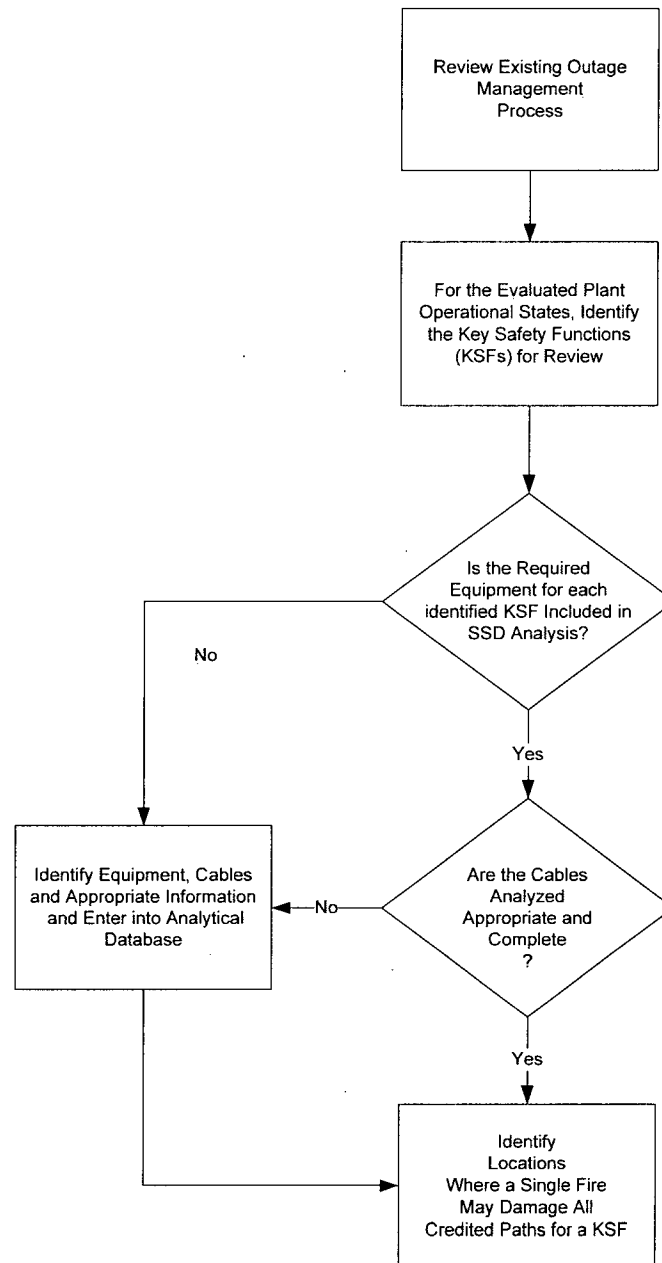 Review Existing Outage
Management
Process
For the Evaluated Plant
Operational States, Identify
the Key Safety Functions
(KSFs) for Review
Is the Required
Equipment for each
identified KSF Included in
SSD Analysis?
No
Yes
Identify Equipment, Cables
and Appropriate Information
and Enter into Analytical
Database
No
Are the Cables
Analyzed
Appropriate and
Complete
?
Yes
Identify
Locations
Where a Single Fire
May Damage All
Credited Paths for a KSF